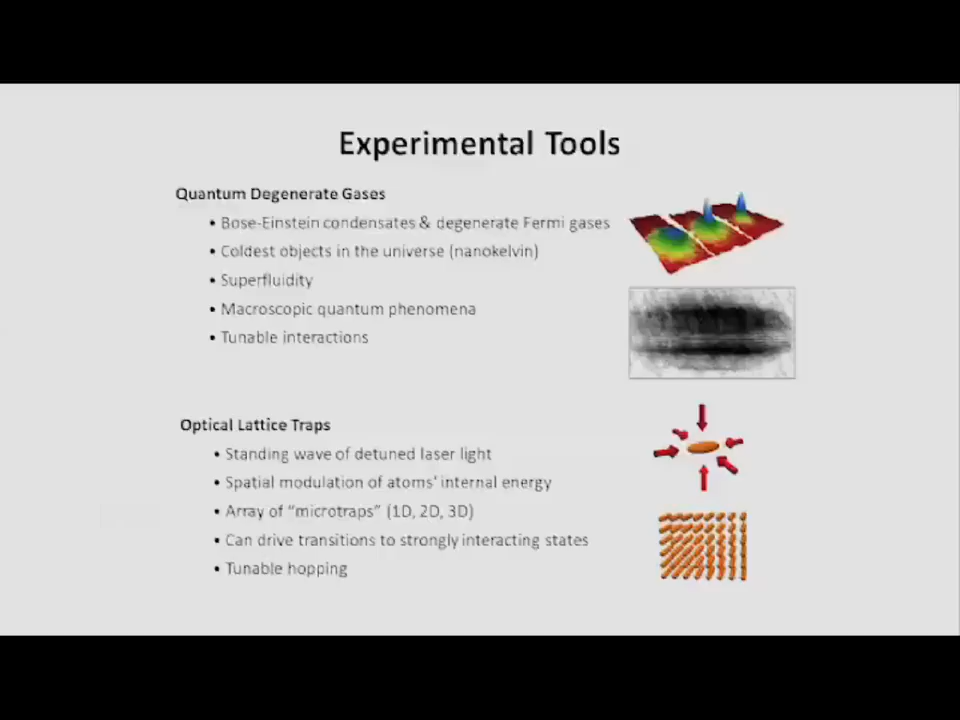 Experimental Tools
Quantum Degenerate Gases
• Bose-Einstein condensates & degenerate Fermi gases
• Coldest objects in the universe (nanokelvin)
• Superfluidity
• Macroscopic quantum phenomena
• Tunable interactions
Optical Lattice Traps
• Standing wave of detuned laser light
• Spatial modulation of atoms' internal energy
• Array of “microtraps” (1D, 2D, 3D)
• Can drive transitions to strongly interacting states
• Tunable hopping